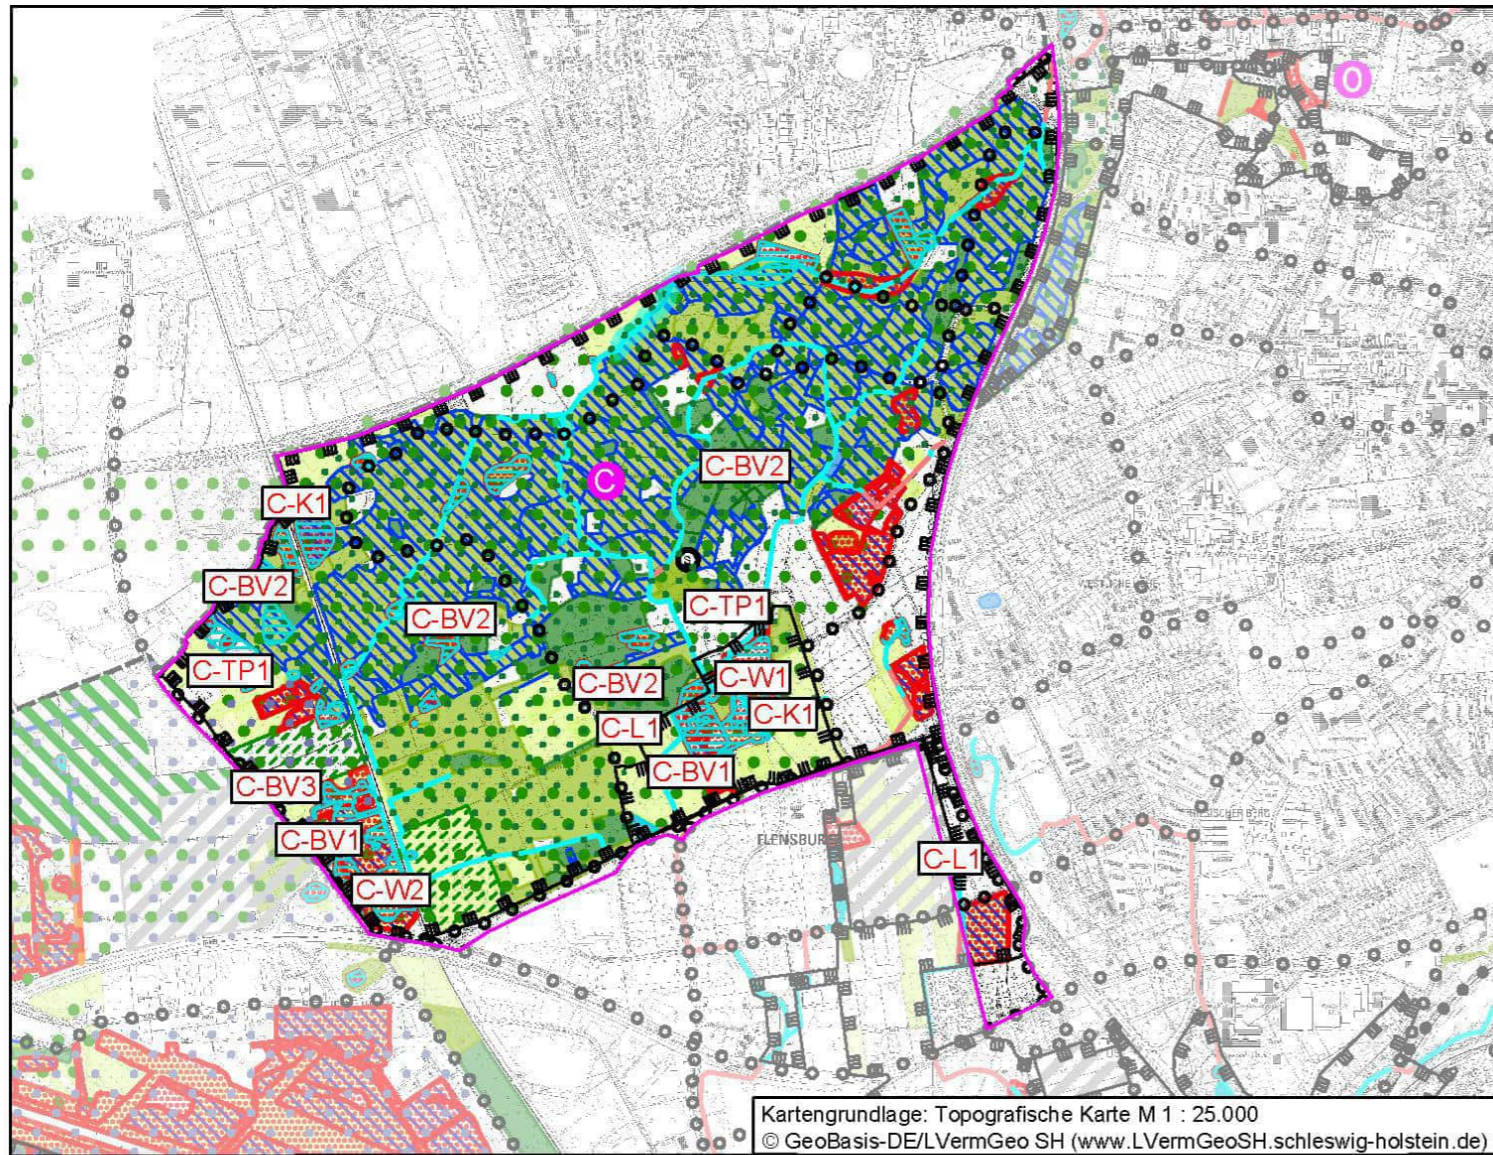 O
C-BV2
C
C-K1
C-BV2
C-TP1
C-BV2
C-TP1
C-BV2
C-W1
C-K1
C-L1
C-BV3
C-BV1
C-BV1
FLENSBURG
C-L1
C-W2
Kartengrundlage: Topografische Karte M 1 : 25.000
© GeoBasis-DE/LVermGeo SH (www.LVermGeoSH.schleswig-holstein.de)